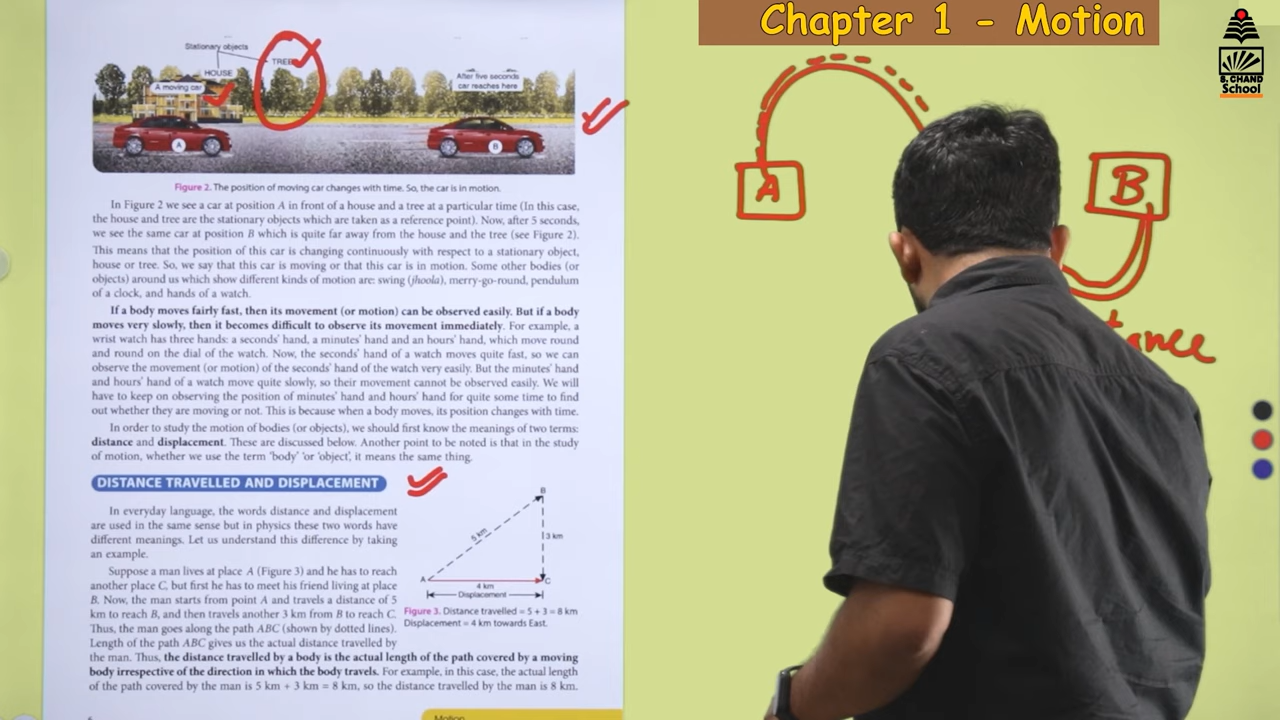 Chapter 1 - Motion
S. CHAND
School
Stationary objects
TREE
HOUSE
A moving car
After five seconds
car reaches here
A
B
Figure 2. The position of moving car changes with time. So, the car is in motion.
In Figure 2 we see a car at position A in front of a house and a tree at a particular time (In this case,
the house and tree are the stationary objects which are taken as a reference point). Now, after 5 seconds,
we see the same car at position B which is quite far away from the house and the tree (see Figure 2).
This means that the position of this car is changing continuously with respect to a stationary object,
house or tree. So, we say that this car is moving or that this car is in motion. Some other bodies (or
objects) around us which show different kinds of motion are: swing (jhoola), merry-go-round, pendulum
of a clock, and hands of a watch.
If a body moves fairly fast, then its movement (or motion) can be observed easily. But if a body
moves very slowly, then it becomes difficult to observe its movement immediately. For example, a
wrist watch has three hands: a seconds' hand, a minutes' hand and an hours' hand, which move round
and round on the dial of the watch. Now, the seconds' hand of a watch moves quite fast, so we can
observe the movement (or motion) of the seconds' hand of the watch very easily. But the minutes' hand
and hours' hand of a watch move quite slowly, so their movement cannot be observed easily. We will
have to keep on observing the position of minutes' hand and hours' hand for quite some time to find
out whether they are moving or not. This is because when a body moves, its position changes with time.
In order to study the motion of bodies (or objects), we should first know the meanings of two terms:
distance and displacement. These are discussed below. Another point to be noted is that in the study
of motion, whether we use the term 'body' or 'object', it means the same thing.
DISTANCE TRAVELLED AND DISPLACEMENT
In everyday language, the words distance and displacement
are used in the same sense but in physics these two words have
different meanings. Let us understand this difference by taking
an example.
Suppose a man lives at place A (Figure 3) and he has to reach
another place C, but first he has to meet his friend living at place
B. Now, the man starts from point A and travels a distance of 5
km to reach B, and then travels another 3 km from B to reach C.
Thus, the man goes along the path ABC (shown by dotted lines).
Length of the path ABC gives us the actual distance travelled by
the man. Thus, the distance travelled by a body is the actual length of the path covered by a moving
body irrespective of the direction in which the body travels. For example, in this case, the actual length
of the path covered by the man is 5 km + 3 km = 8 km, so the distance travelled by the man is 8 km.
B
5 km
3 km
A
C
4 km
Displacement
Figure 3. Distance travelled = 5 + 3 = 8 km
Displacement = 4 km towards East.
Motion
A
B
tance